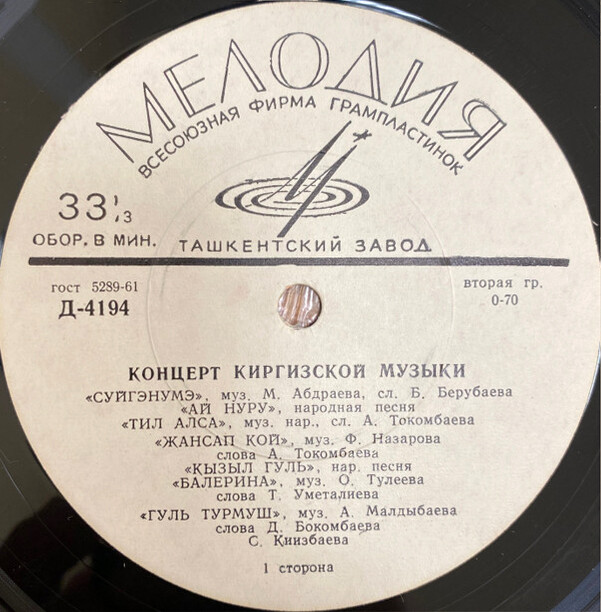 МЕЛОДИЯ
ВСЕСОЮЗНАЯ ФИРМА ГРАМПЛАСТИНОК
33 1/3
ОБОР. В МИН.
ТАШКЕНТСКИЙ ЗАВОД
гост 5289-61
Д-4194
вторая гр.
0-70
КОНЦЕРТ КИРГИЗСКОЙ МУЗЫКИ
«СУЙГЭНУМЭ», муз. М. Абдраева, сл. Б. Берубаева
«АЙ НУРУ», народная песня
«ТИЛ АЛСА», муз. нар., сл. А. Токомбаева
«ЖАНСАП КОЙ», муз. Ф. Назарова
слова А. Токомбаева
«ҚЫЗЫЛ ГУЛЬ», нар. песня
«БАЛЕРИНА», муз. О. Тулеева
слова Т. Уметалиева
«ГУЛЬ ТУРМУШ», муз. А. Малдыбаева
слова Д. Бокомбаева
С. Киизбаева
1 сторона